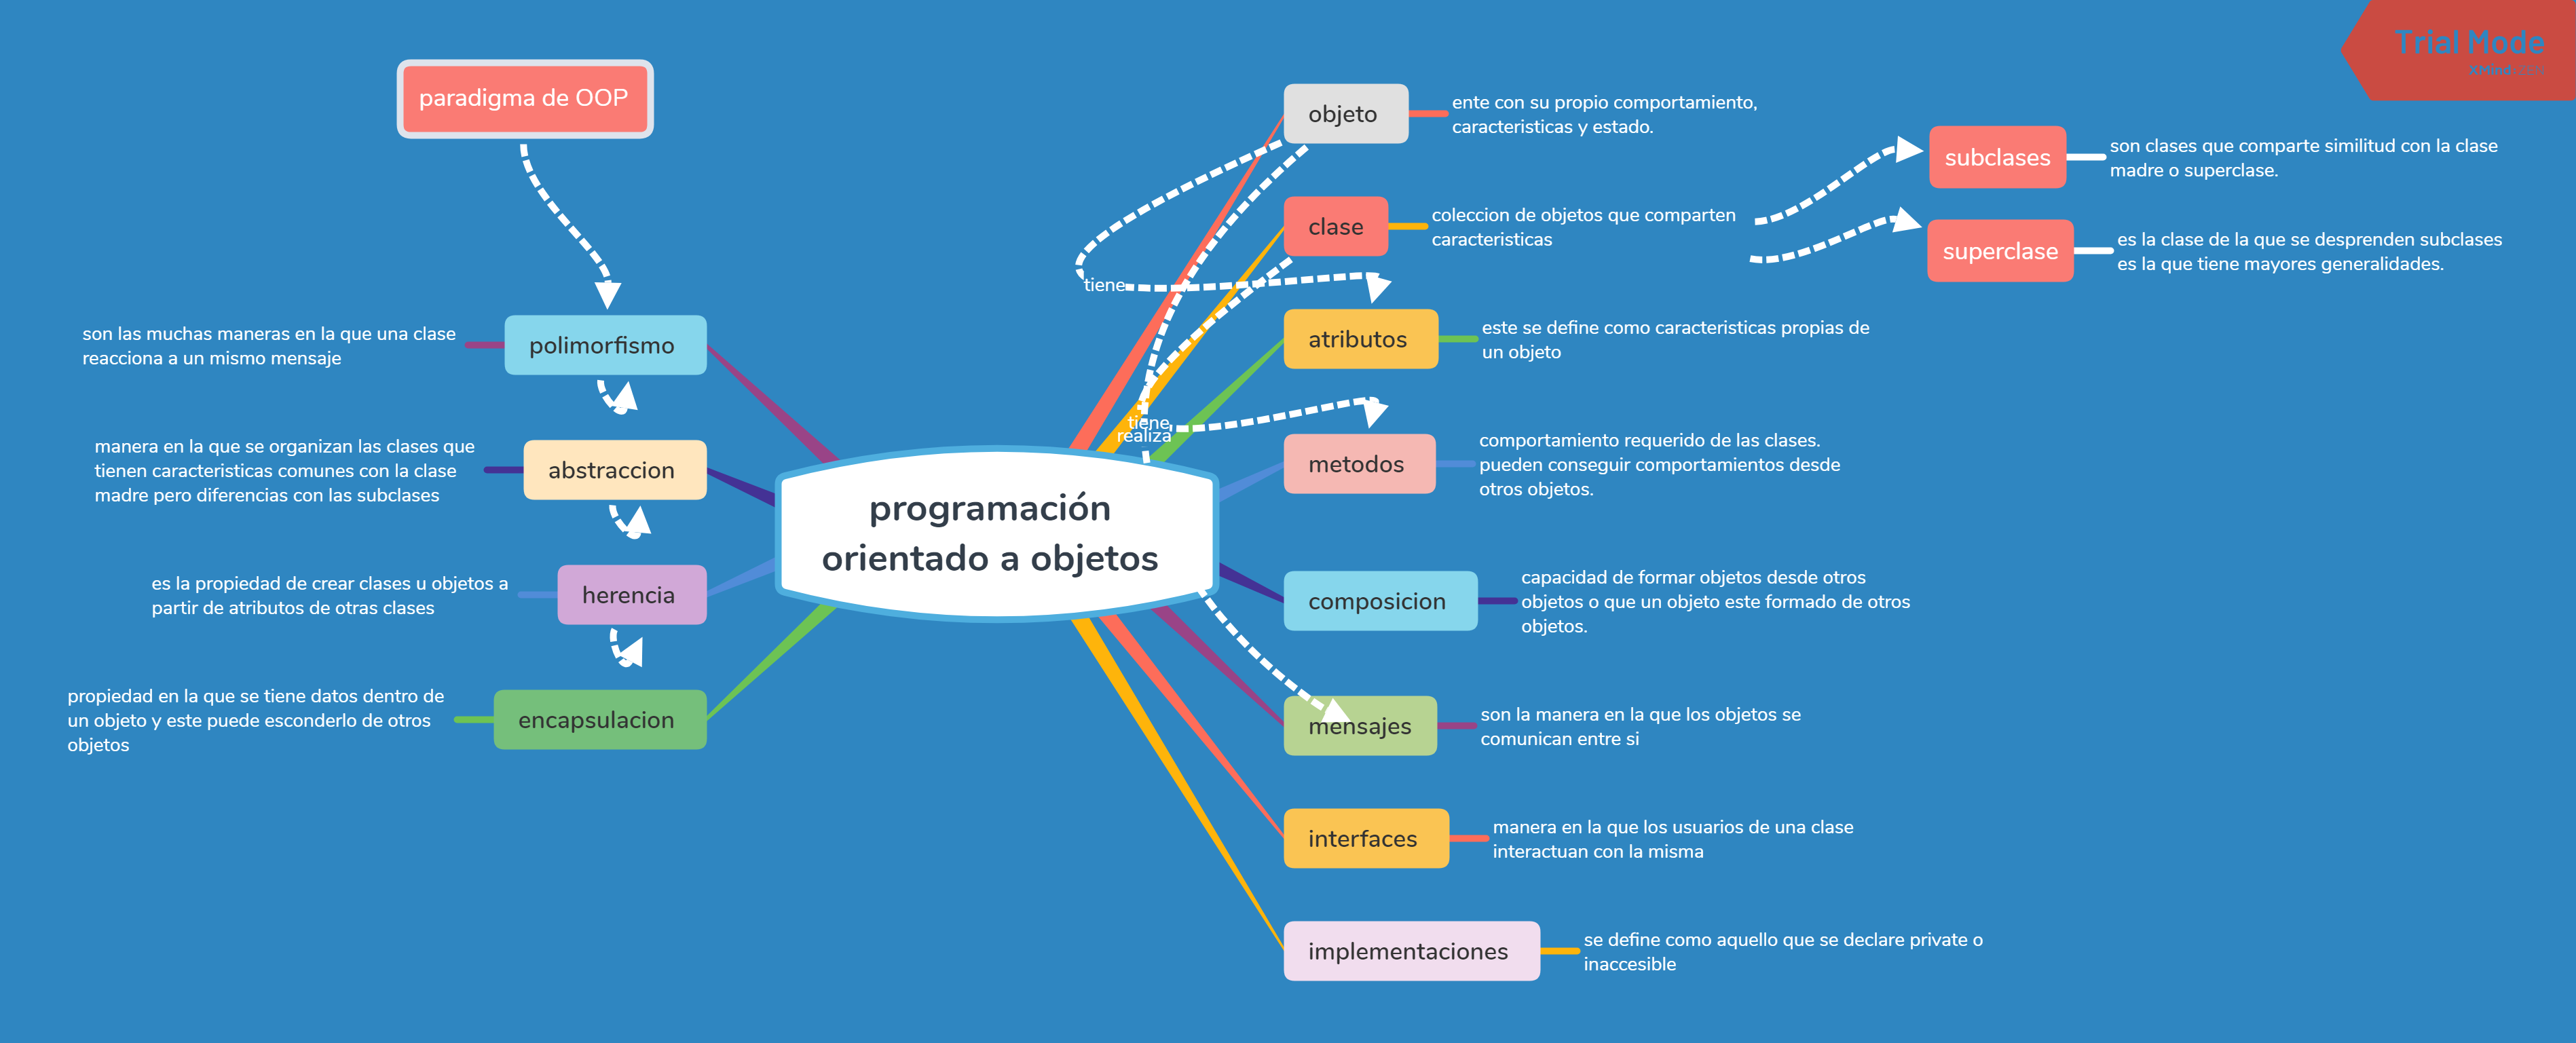 Trial Mode
XMind:ZEN
paradigma de OOP
polimorfismo
son las muchas maneras en la que una clase
reacciona a un mismo mensaje
abstraccion
manera en la que se organizan las clases que
tienen caracteristicas comunes con la clase
madre pero diferencias con las subclases
herencia
es la propiedad de crear clases u objetos a
partir de atributos de otras clases
encapsulacion
propiedad en la que se tiene datos dentro de
un objeto y este puede esconderlo de otros
objetos
programación
orientado a objetos
objeto
ente con su propio comportamiento,
caracteristicas y estado.
clase
coleccion de objetos que comparten
caracteristicas
subclases
son clases que comparte similitud con la clase
madre o superclase.
superclase
es la clase de la que se desprenden subclases
es la que tiene mayores generalidades.
tiene
atributos
este se define como caracteristicas propias de
un objeto
tiene
realiza
metodos
comportamiento requerido de las clases.
pueden conseguir comportamientos desde
otros objetos.
composicion
capacidad de formar objetos desde otros
objetos o que un objeto este formado de otros
objetos.
mensajes
son la manera en la que los objetos se
comunican entre si
interfaces
manera en la que los usuarios de una clase
interactuan con la misma
implementaciones
se define como aquello que se declare private o
inaccesible